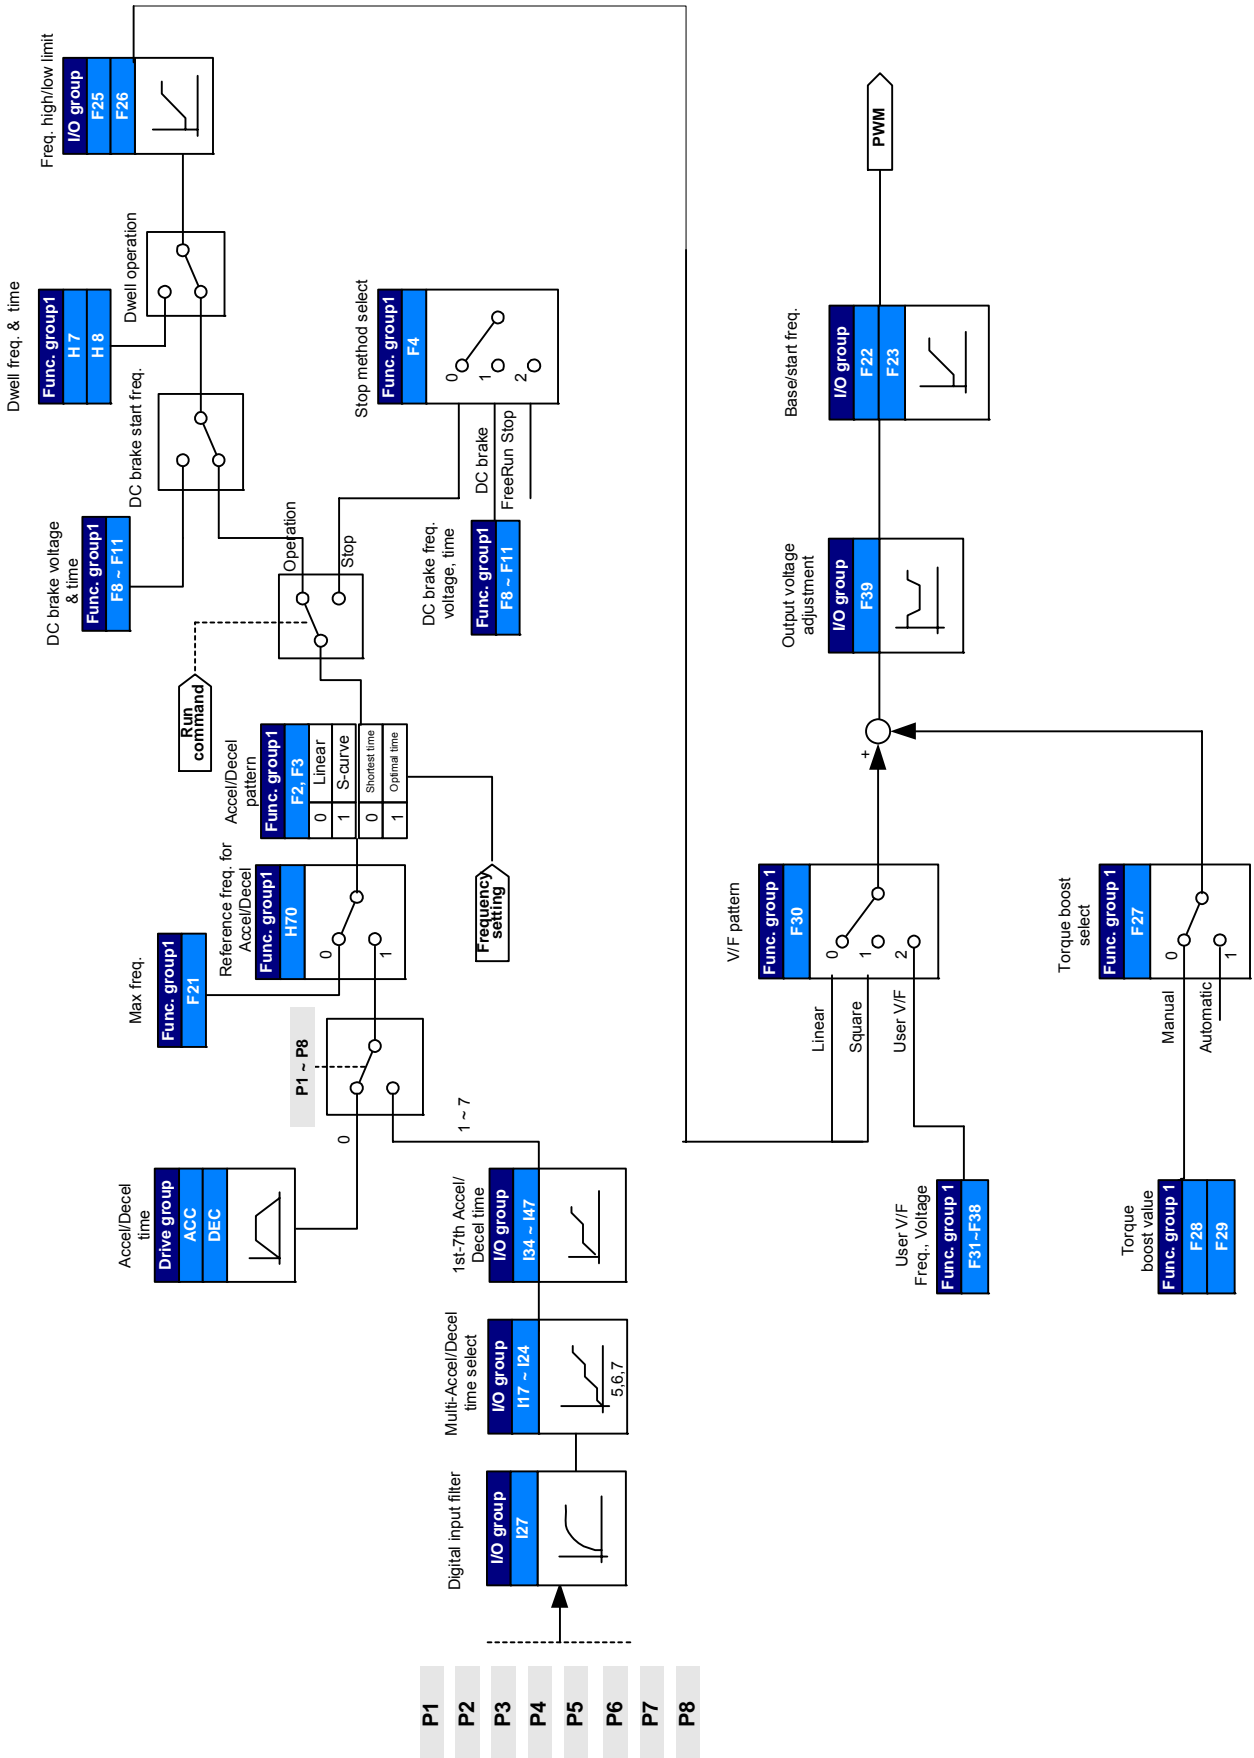 P1
P2
P3
P4
P5
P6
P7
P8
Digital input filter
I/O group
I27
Multi-Accel/Decel
time select
I/O group
I17 ~ I24
5,6,7
1st-7th Accel/
Decel time
I/O group
I34 ~ I47
Accel/Decel
time
Drive group
ACC
DEC
0
1 ~ 7
P1 ~ P8
Max freq.
Func. group1
F21
Reference freq. for
Accel/Decel
Func. group1
H70
0
1
Accel/Decel
pattern
Func. group1
F2, F3
0 Linear
1 S-curve
0 Shortest time
1 Optimal time
Frequency
setting
Run
command
Operation
Stop
DC brake voltage
& time
Func. group1
F8 ~ F11
DC brake start freq.
DC brake freq.
voltage, time
Func. group1
F8 ~ F11
DC brake
FreeRun Stop
Stop method select
Func. group1
F4
0
1
2
Dwell freq. & time
Func. group1
H 7
H 8
Dwell operation
Freq. high/low limit
I/O group
F25
F26
User V/F
Freq., Voltage
Func. group 1
F31~F38
Linear
Square
User V/F
V/F pattern
Func. group 1
F30
0
1
2
+
Torque
boost value
Func. group 1
F28
F29
Manual
Automatic
Torque boost
select
Func. group 1
F27
0
1
Output voltage
adjustment
I/O group
F39
Base/start freq.
I/O group
F22
F23
PWM